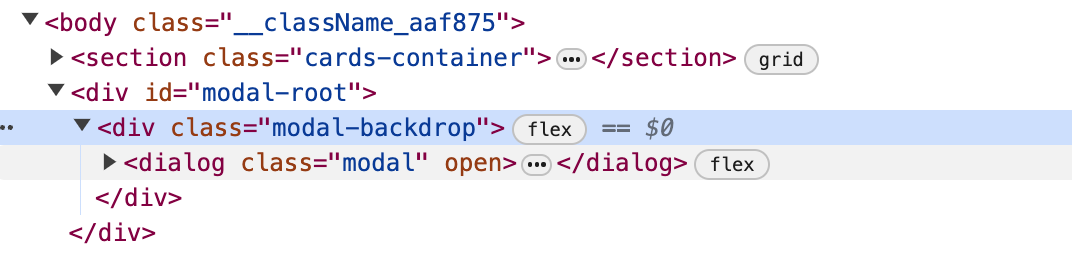 ▼<body class="__className_aaf875">
▶<section class="cards-container">…</section> grid
▼<div id="modal-root">
▼<div class="modal-backdrop"> flex == $0
▶<dialog class="modal" open>…</dialog> flex
</div>
</div>